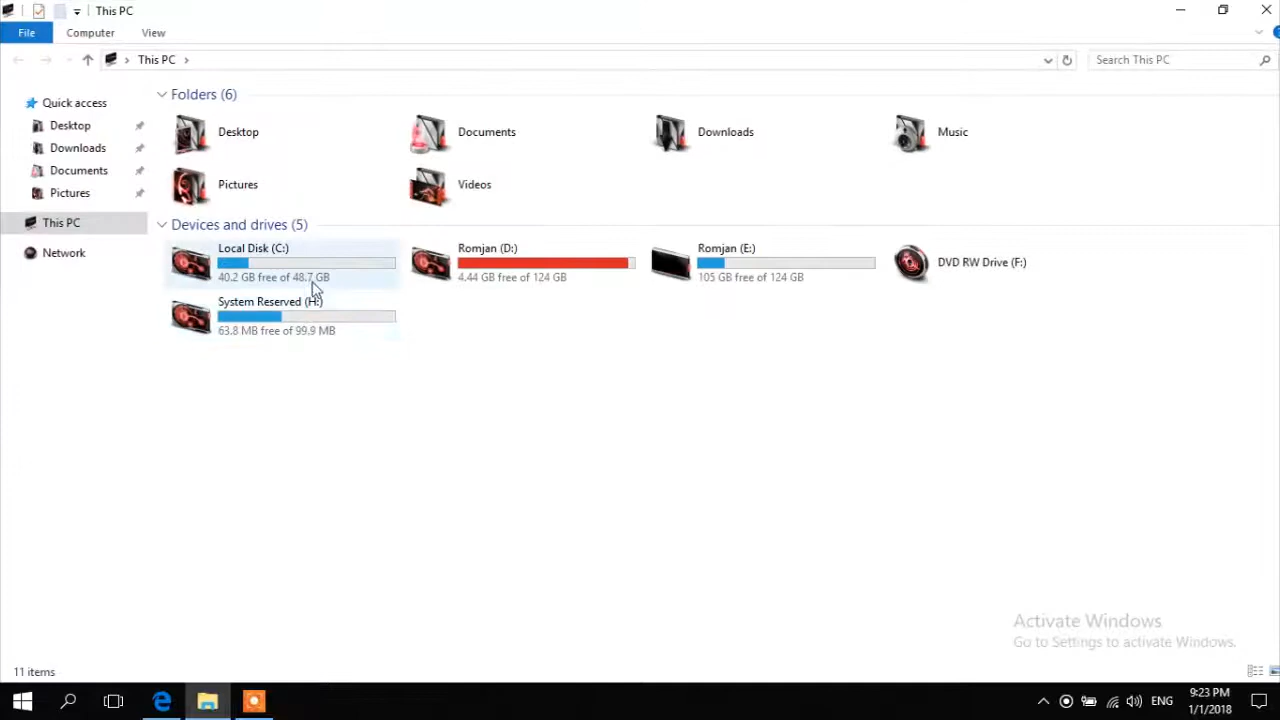 This PC
File Computer View
This PC
Search This PC
Quick access
Desktop
Downloads
Documents
Pictures
This PC
Network
Folders (6)
Desktop Documents Downloads Music
Pictures Videos
Devices and drives (5)
Local Disk (C:)
40.2 GB free of 48.7 GB
Romjan (D:)
4.44 GB free of 124 GB
Romjan (E:)
105 GB free of 124 GB
DVD RW Drive (F:)
System Reserved (H:)
63.8 MB free of 99.9 MB
Activate Windows
Go to Settings to activate Windows.
11 items
ENG
9:23 PM
1/1/2018